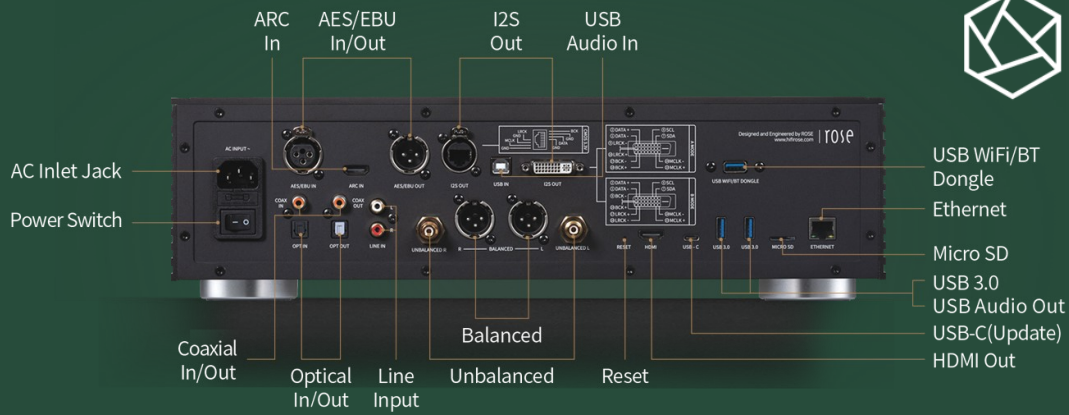 ARC
In
AES/EBU
In/Out
I2S
Out
USB
Audio In
AC Inlet Jack
Power Switch
AC INPUT~
AES/EBU IN
ARC IN
AES/EBU OUT
I2S OUT
USB IN
I2S OUT
Designed and Engineered by ROSE
www.hifirose.com
rose
USB WIFI/BT DONGLE
COAX
IN
COAX
OUT
OPT IN
OPT OUT
LINE IN
UNBALANCED R
R
BALANCED
L
UNBALANCED L
RESET
HDMI
USB-C
USB 3.0
USB 3.0
MICRO SD
ETHERNET
USB WiFi/BT
Dongle
Ethernet
Micro SD
USB 3.0
USB Audio Out
USB-C(Update)
HDMI Out
Coaxial
In/Out
Optical
In/Out
Line
Input
Balanced
Unbalanced
Reset